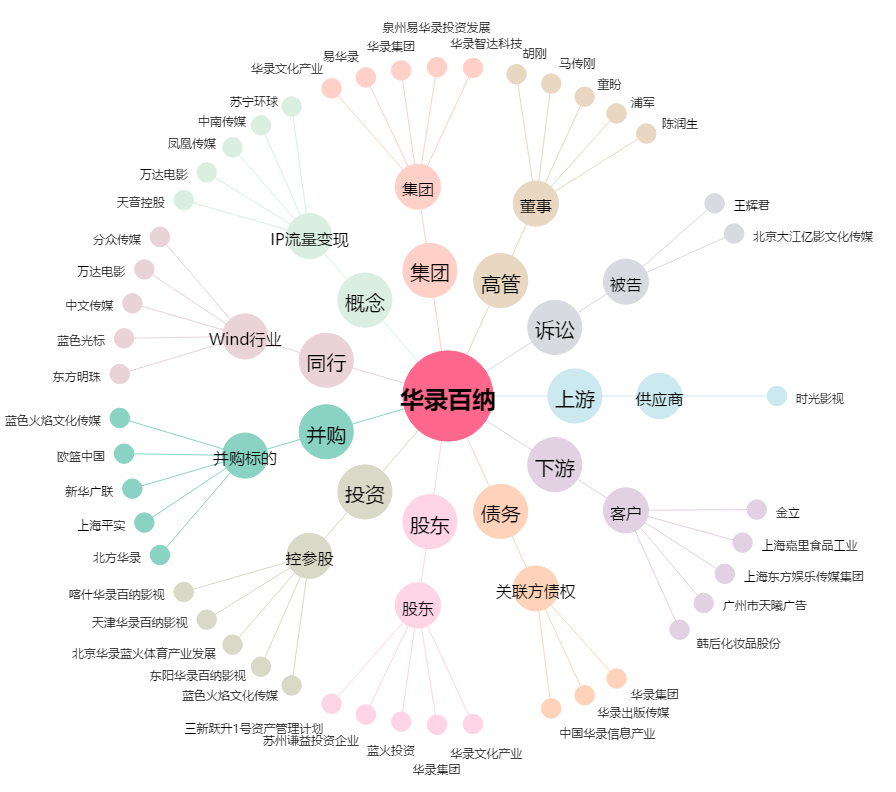 泉州易华录投资发展
华录集团
华录智达科技
易华录
华录文化产业
胡刚
马传刚
童盼
浦军
陈润生
苏宁环球
中南传媒
凤凰传媒
万达电影
天音控股
集团
董事
王辉君
北京大江亿影文化传媒
IP流量变现
集团
高管
被告
分众传媒
万达电影
中文传媒
蓝色光标
东方明珠
概念
诉讼
Wind行业
同行
华录百纳
上游
供应商
时光影视
蓝色火焰文化传媒
欧篮中国
新华广联
上海平实
北方华录
并购标的
并购
投资
股东
债务
下游
客户
金立
上海嘉里食品工业
上海东方娱乐传媒集团
广州市天曦广告
韩后化妆品股份
控参股
股东
关联方债权
喀什华录百纳影视
天津华录百纳影视
北京华录蓝火体育产业发展
东阳华录百纳影视
蓝色火焰文化传媒
三新跃升1号资产管理计划
苏州谦益投资企业
蓝火投资
华录集团
华录文化产业
华录集团
华录出版传媒
中国华录信息产业